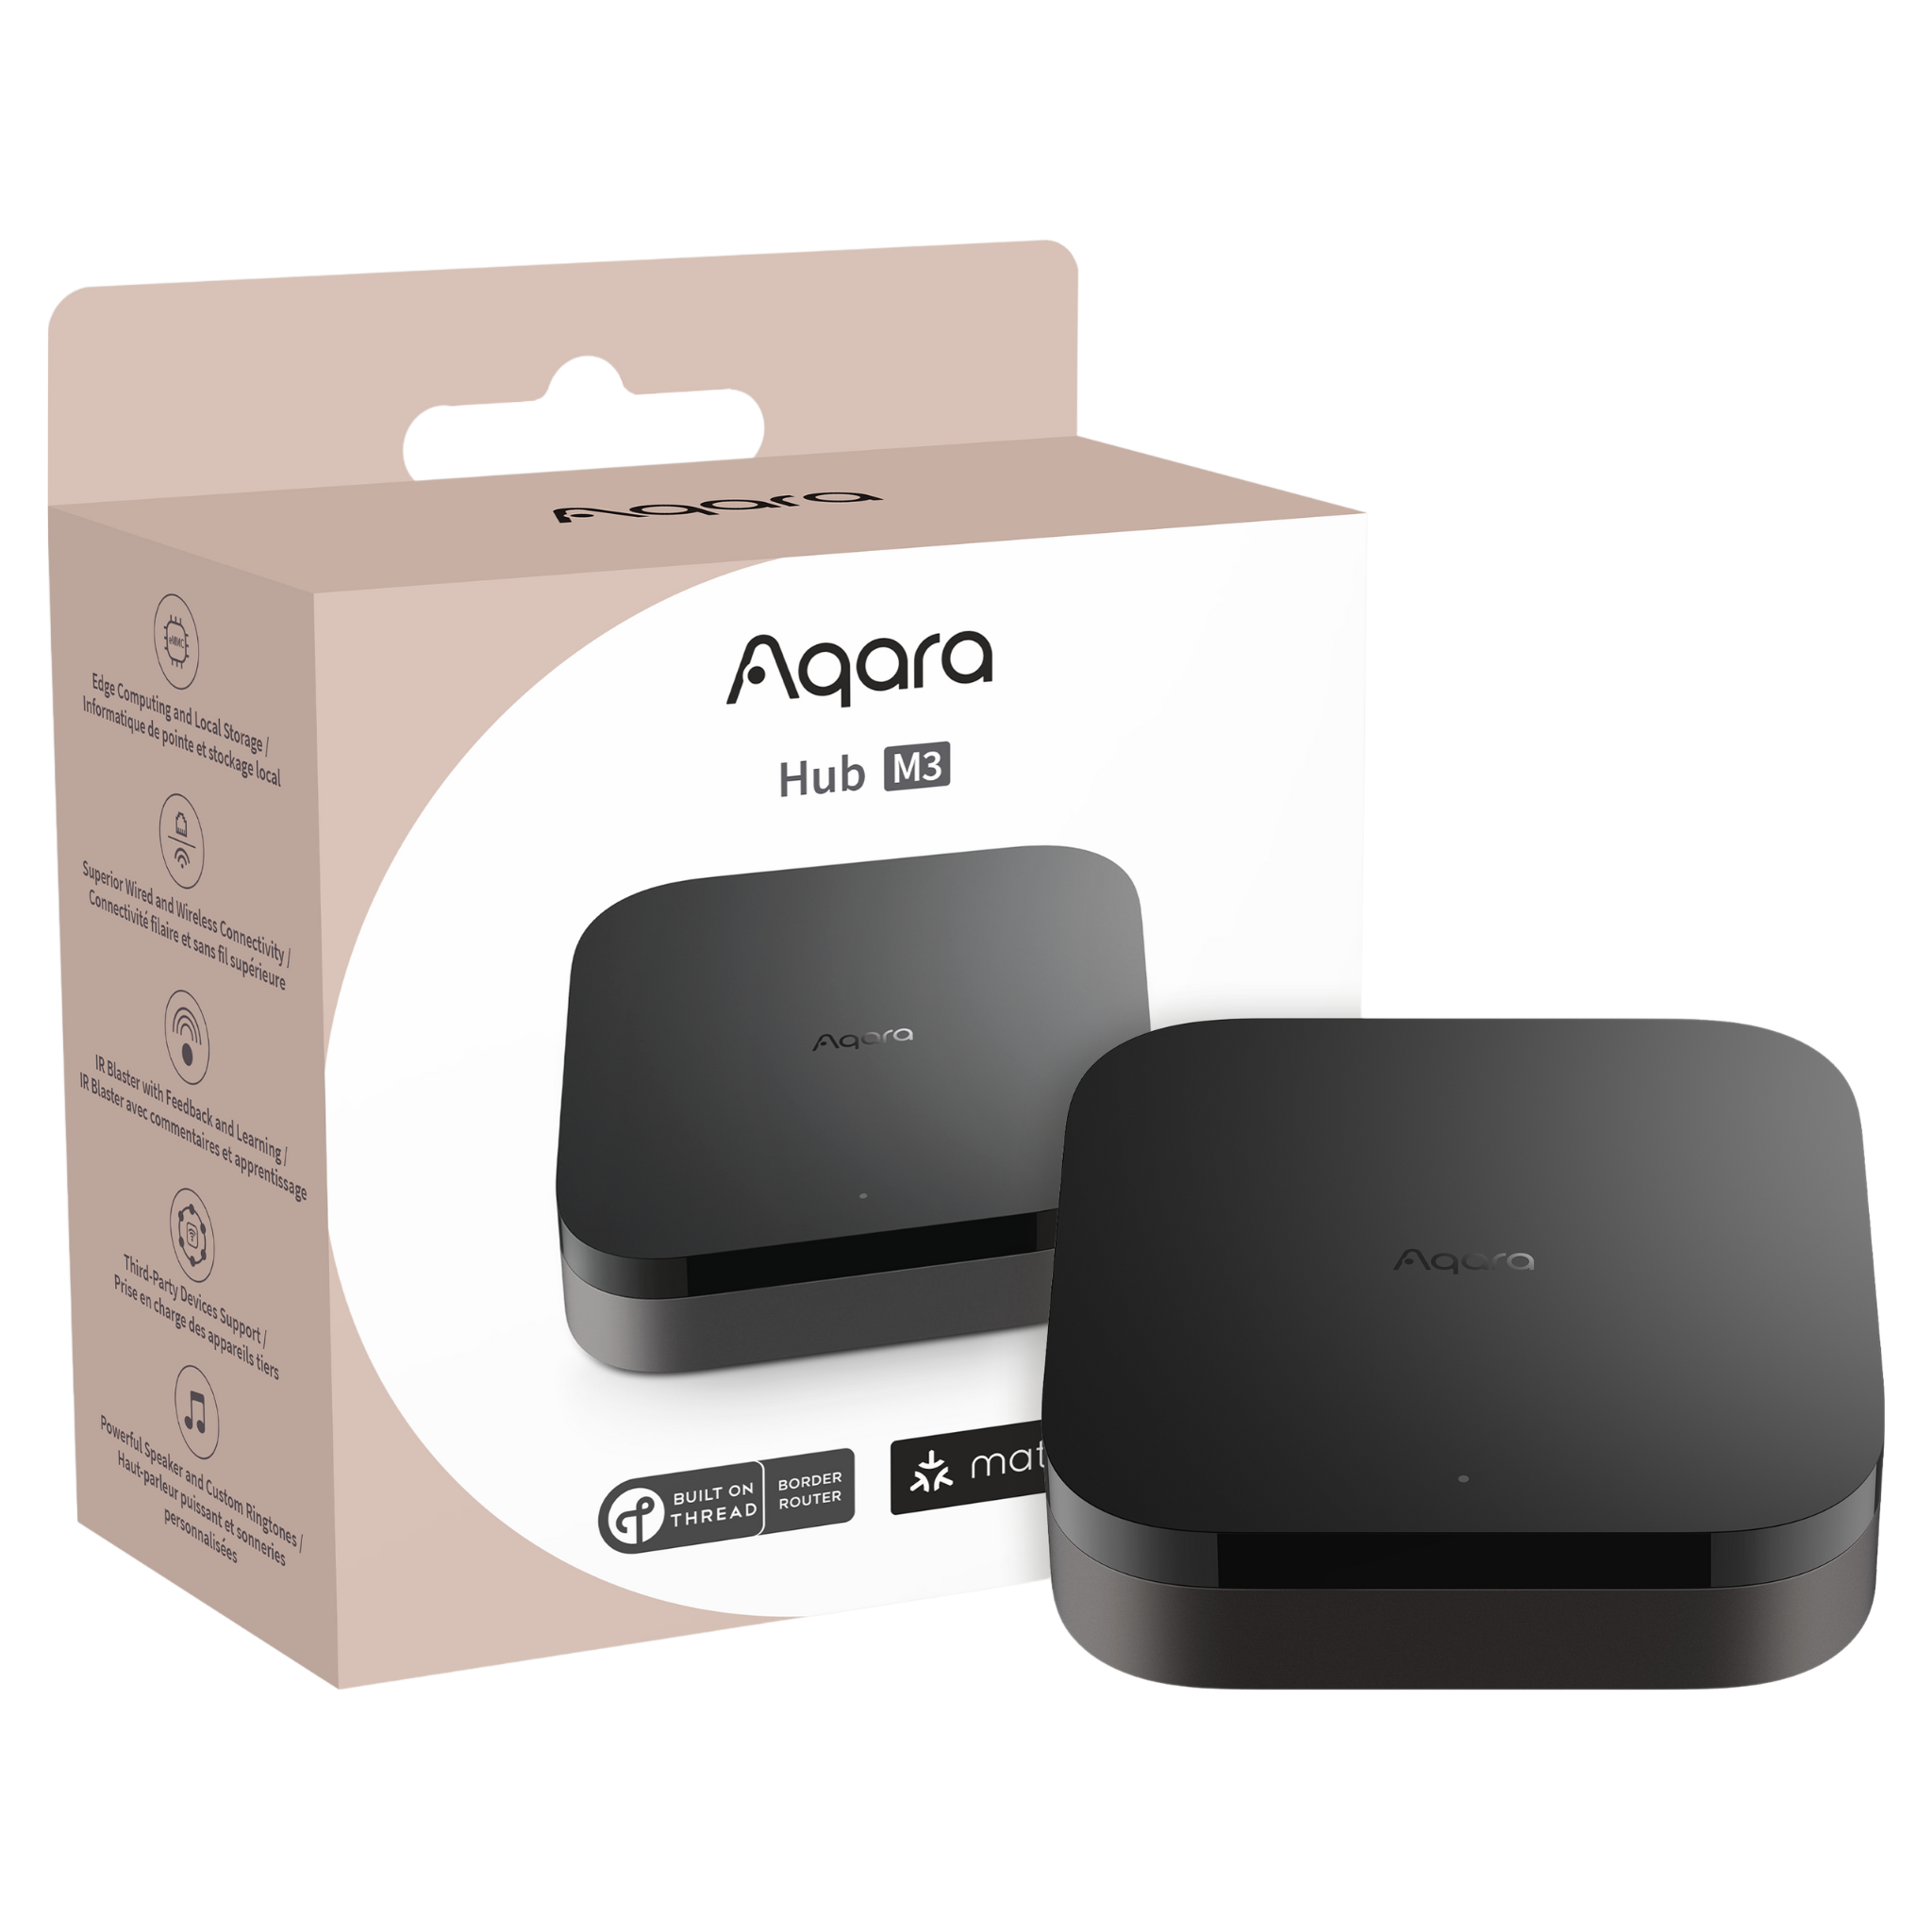 Aqara
Aqara
Hub M3
Aqara
BUILT ON
THREAD
BORDER
ROUTER
eMMC
Edge Computing and Local Storage /
Informatique de pointe et stockage local
Superior Wired and Wireless Connectivity /
Connectivité filaire et sans fil supérieure
IR Blaster with Feedback and Learning /
IR Blaster avec commentaires et apprentissage
Third-Party Devices Support /
Prise en charge des appareils tiers
Powerful Speaker and Custom Ringtones /
Haut-parleur puissant et sonneries
personnalisées
mat
Aqara